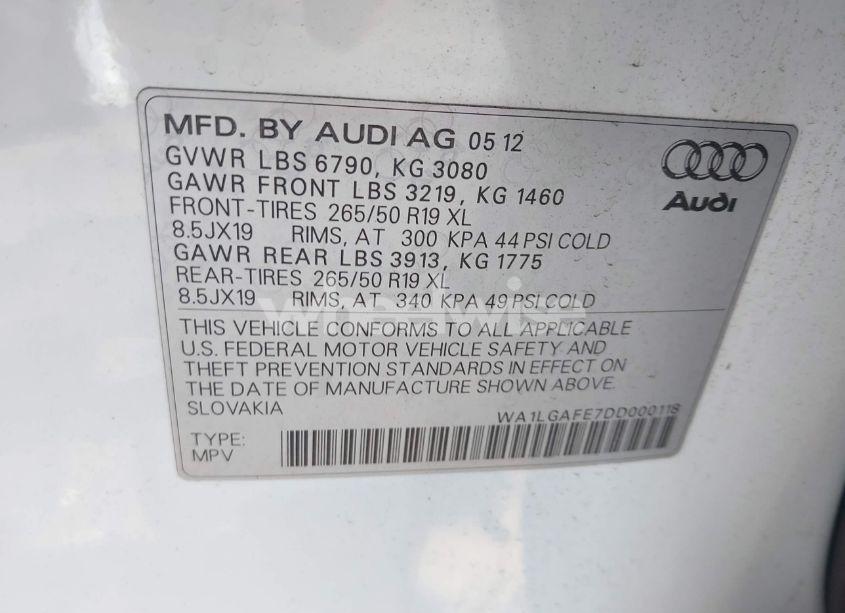 MFD. BY AUDI AG 05 12
GVWR LBS 6790, KG 3080
GAWR FRONT LBS 3219, KG 1460
FRONT-TIRES 265/50 R19 XL
8.5JX19 RIMS, AT 300 KPA 44 PSI COLD
GAWR REAR LBS 3913, KG 1775
REAR-TIRES 265/50 R19 XL
8.5JX19 RIMS, AT 340 KPA 49 PSI COLD
Audi
wheelwise
THIS VEHICLE CONFORMS TO ALL APPLICABLE
U.S. FEDERAL MOTOR VEHICLE SAFETY AND
THEFT PREVENTION STANDARDS IN EFFECT ON
THE DATE OF MANUFACTURE SHOWN ABOVE.
SLOVAKIA
WA1LGAFE7DD000118
TYPE:
MPV